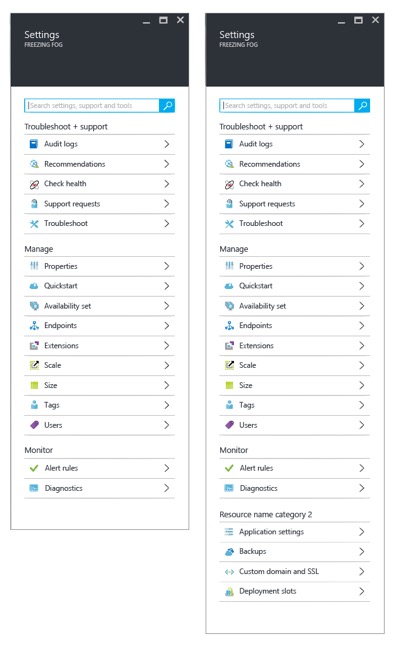 Settings
FREEZING FOG
Search settings, support and tools
Troubleshoot + support
Audit logs
Recommendations
Check health
Support requests
Troubleshoot
Manage
Properties
Quickstart
Availability set
Endpoints
Extensions
Scale
Size
Tags
Users
Monitor
Alert rules
Diagnostics
Settings
FREEZING FOG
Search settings, support and tools
Troubleshoot + support
Audit logs
Recommendations
Check health
Support requests
Troubleshoot
Manage
Properties
Quickstart
Availability set
Endpoints
Extensions
Scale
Size
Tags
Users
Monitor
Alert rules
Diagnostics
Resource name category 2
Application settings
Backups
Custom domain and SSL
Deployment slots